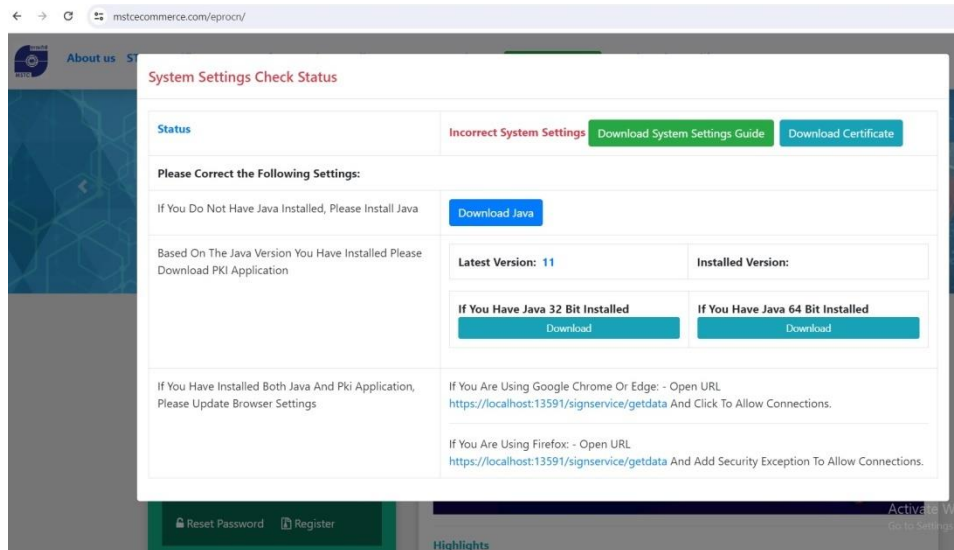 mstcecommerce.com/eprocn/
About us
System Settings Check Status
Status
Incorrect System Settings Download System Settings Guide Download Certificate
Please Correct the Following Settings:
If You Do Not Have Java Installed, Please Install Java
Download Java
Based On The Java Version You Have Installed Please
Download PKI Application
Latest Version: 11 Installed Version:
If You Have Java 32 Bit Installed If You Have Java 64 Bit Installed
Download Download
If You Have Installed Both Java And Pki Application,
Please Update Browser Settings
If You Are Using Google Chrome Or Edge: - Open URL
https://localhost:13591/signservice/getdata And Click To Allow Connections.
If You Are Using Firefox: - Open URL
https://localhost:13591/signservice/getdata And Add Security Exception To Allow Connections.
Reset Password Register
Activate
Go to Settings
Highlights